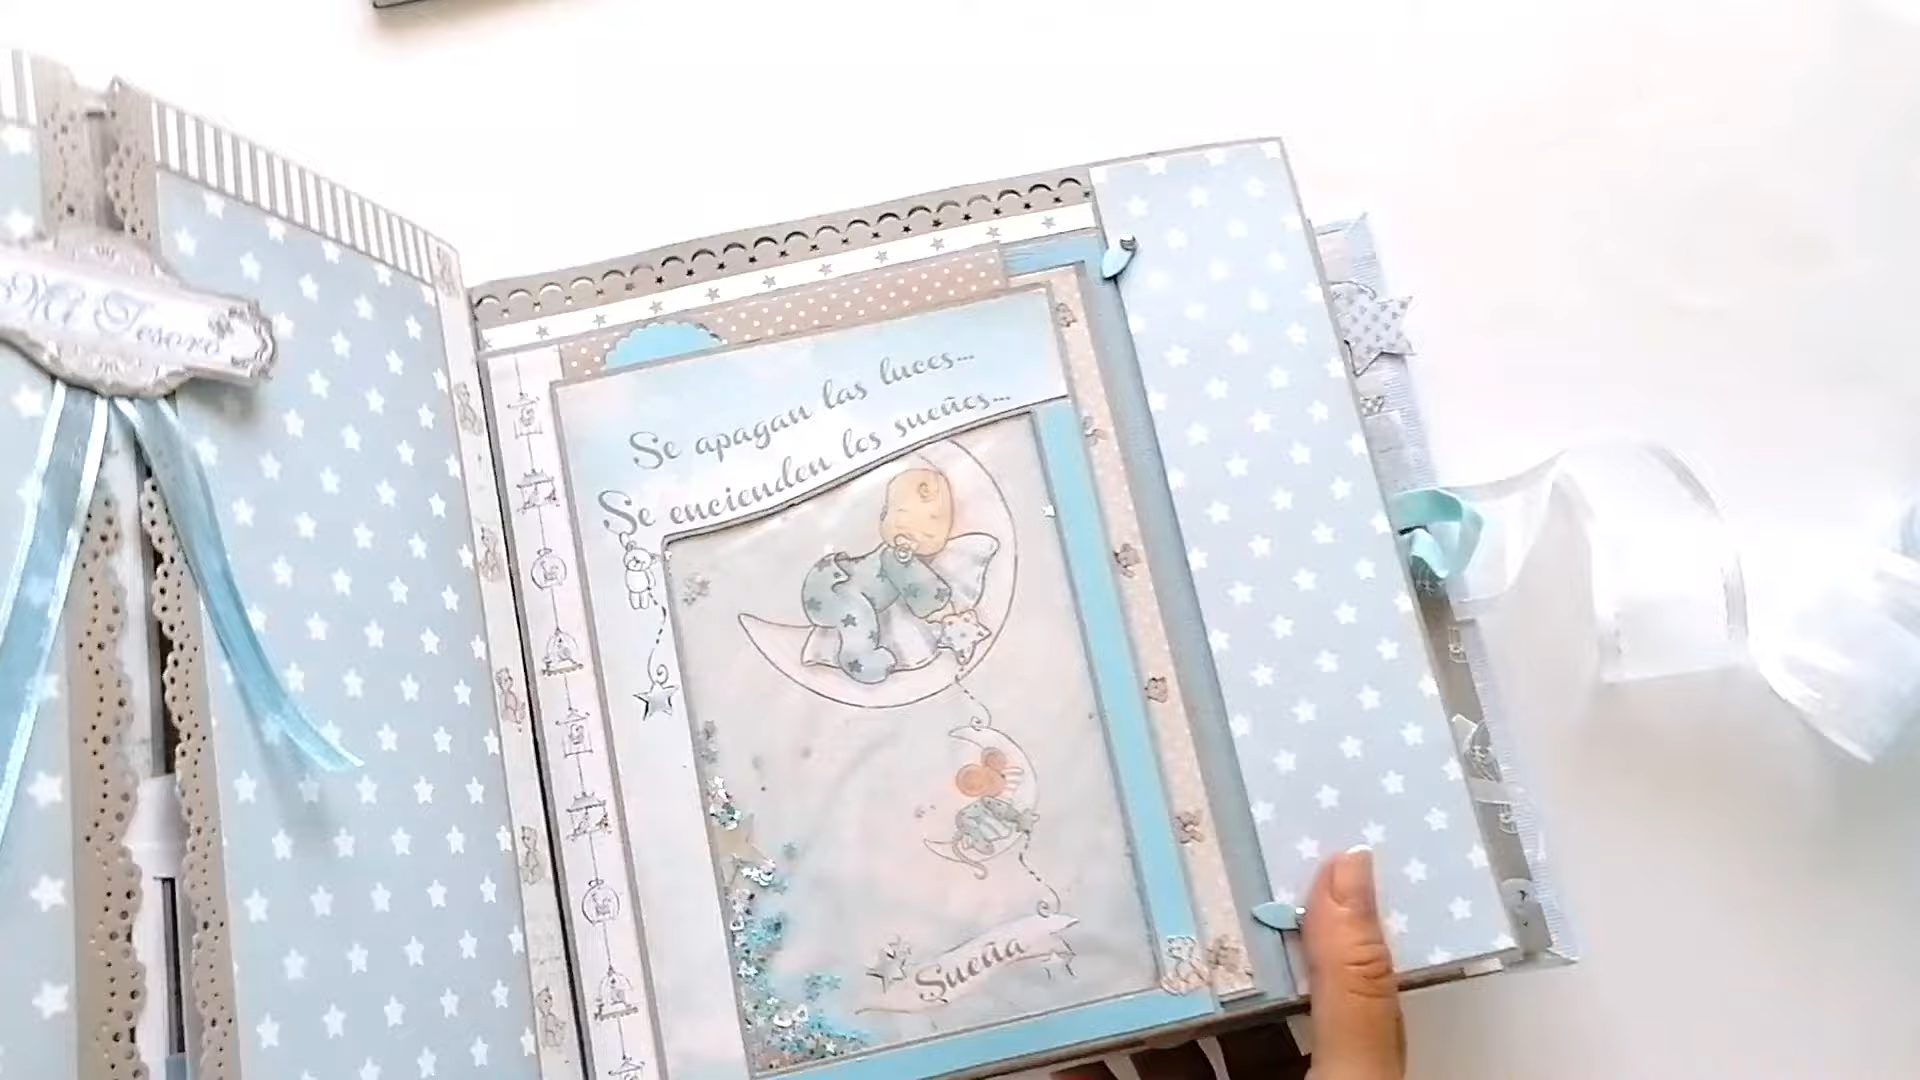 Mi Tesoro
Se apagan las luces...
Se encienden los sueños...
Sueña